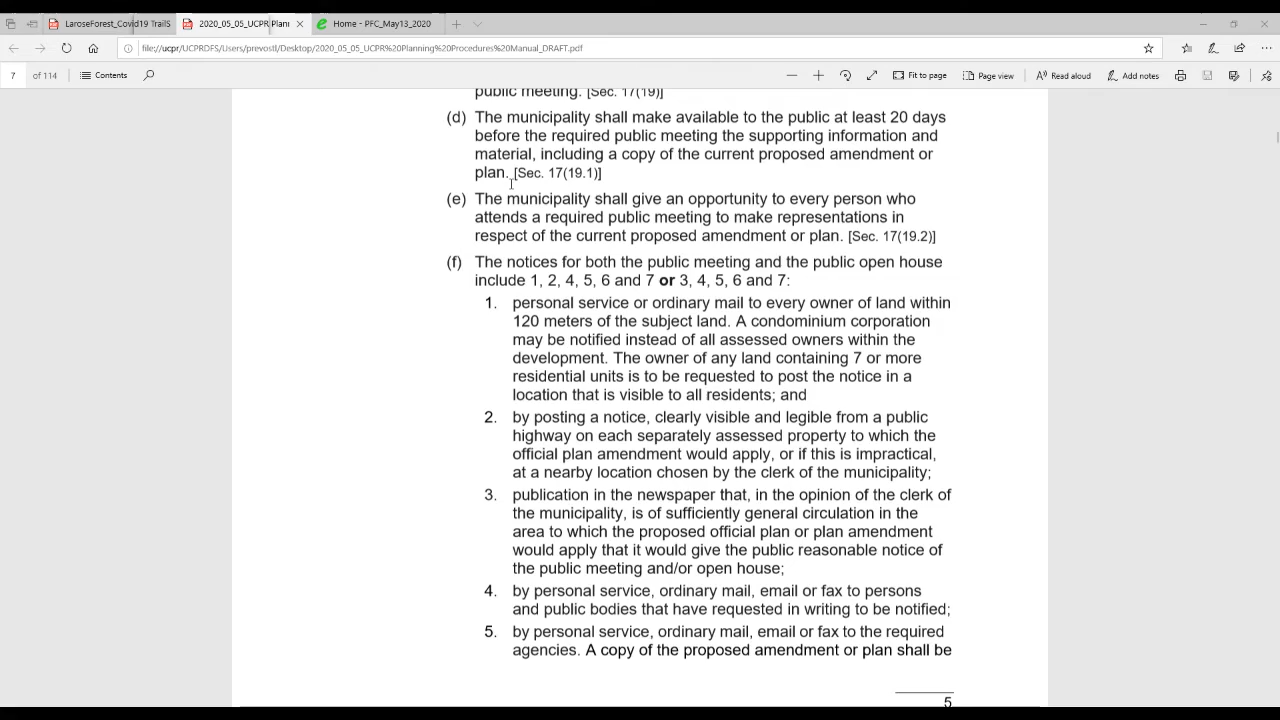 LaroseForest_Covid19 TrailS
2020_05_05_UCPR Planı
Home - PFC_May13_2020
file://ucpr/UCPRDFS/Users/prevostl/Desktop/2020_05_05_UCPR%20Planning%20Procedures%20Manual_DRAFT.pdf
7 of 114 Contents Fit to page Page view Read aloud Add notes
public meeting. [Sec. 17(19)]
(d) The municipality shall make available to the public at least 20 days
before the required public meeting the supporting information and
material, including a copy of the current proposed amendment or
plan. [Sec. 17(19.1)]
(e) The municipality shall give an opportunity to every person who
attends a required public meeting to make representations in
respect of the current proposed amendment or plan. [Sec. 17(19.2)]
(f) The notices for both the public meeting and the public open house
include 1, 2, 4, 5, 6 and 7 or 3, 4, 5, 6 and 7:
1. personal service or ordinary mail to every owner of land within
120 meters of the subject land. A condominium corporation
may be notified instead of all assessed owners within the
development. The owner of any land containing 7 or more
residential units is to be requested to post the notice in a
location that is visible to all residents; and
2. by posting a notice, clearly visible and legible from a public
highway on each separately assessed property to which the
official plan amendment would apply, or if this is impractical,
at a nearby location chosen by the clerk of the municipality;
3. publication in the newspaper that, in the opinion of the clerk of
the municipality, is of sufficiently general circulation in the
area to which the proposed official plan or plan amendment
would apply that it would give the public reasonable notice of
the public meeting and/or open house;
4. by personal service, ordinary mail, email or fax to persons
and public bodies that have requested in writing to be notified;
5. by personal service, ordinary mail, email or fax to the required
agencies. A copy of the proposed amendment or plan shall be
5